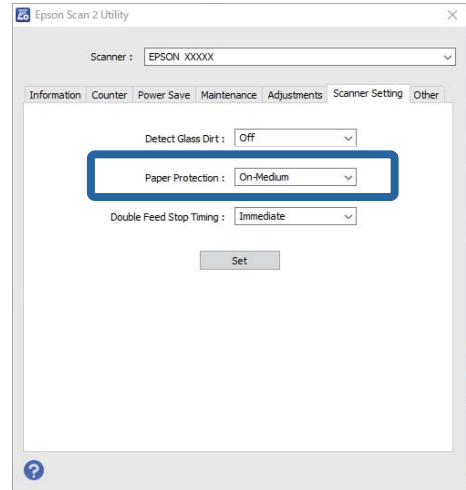 Epson Scan 2 Utility
Scanner : EPSON XXXXX
Information Counter Power Save Maintenance Adjustments Scanner Setting Other
Detect Glass Dirt : Off
Paper Protection : On-Medium
Double Feed Stop Timing : Immediate
Set
?